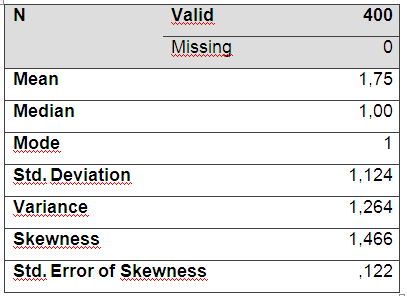 N Valid 400
Missing 0
Mean 1,75
Median 1,00
Mode 1
Std. Deviation 1,124
Variance 1,264
Skewness 1,466
Std. Error of Skewness ,122